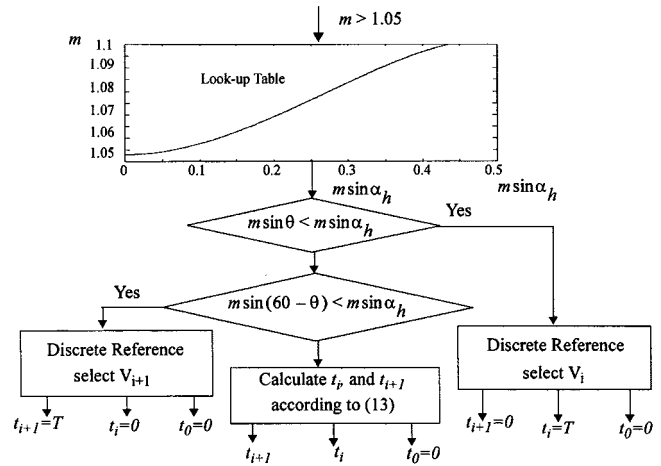 m > 1.05
m
1.1
1.09
1.08
1.07
1.06
1.05
Look-up Table
0 0.1 0.2 0.3 0.4 0.5
m sin α_h
m sin α_h
m sin θ < m sin α_h
Yes
m sin(60 – θ) < m sin α_h
Yes
Discrete Reference
select V_{i+1}
Calculate t_i, and t_{i+1}
according to (13)
Discrete Reference
select V_i
t_{i+1}=T t_i=0 t_0=0
t_{i+1} t_i t_0=0
t_{i+1}=0 t_i=T t_0=0